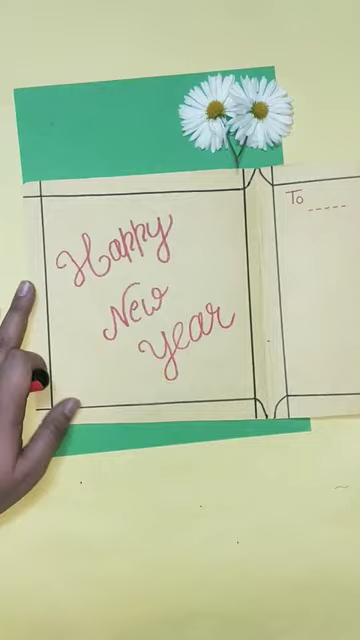 Happy
New
Year
To -----